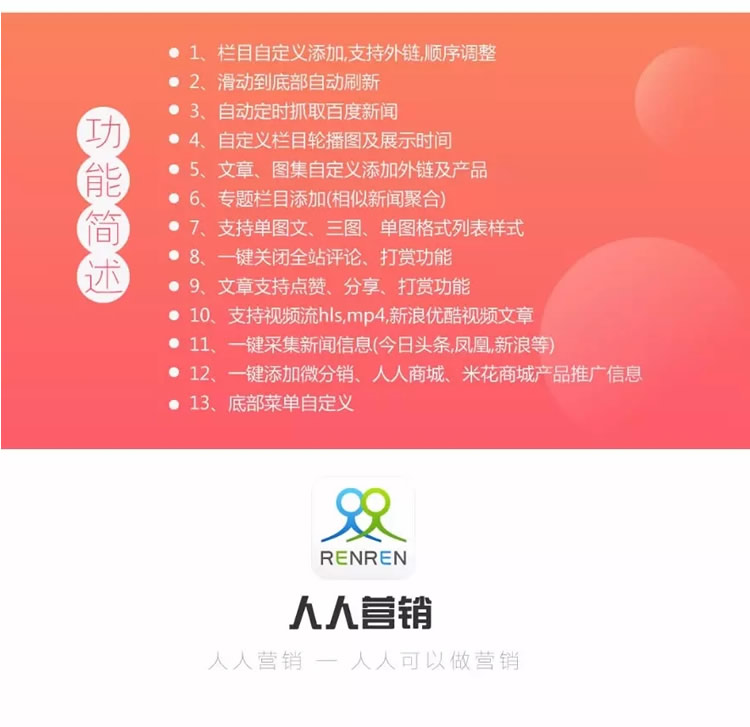 功能简述
1、栏目自定义添加,支持外链,顺序调整
2、滑动到底部自动刷新
3、自动定时抓取百度新闻
4、自定义栏目轮播图及展示时间
5、文章、图集自定义添加外链及产品
6、专题栏目添加(相似新闻聚合)
7、支持单图文、三图、单图格式列表样式
8、一键关闭全站评论、打赏功能
9、文章支持点赞、分享、打赏功能
10、支持视频流hls,mp4,新浪优酷视频文章
11、一键采集新闻信息(今日头条,凤凰,新浪等)
12、一键添加微分销、人人商城、米花商城产品推广信息
13、底部菜单自定义
RENREN
人人营销
人人营销 — 人人可以做营销